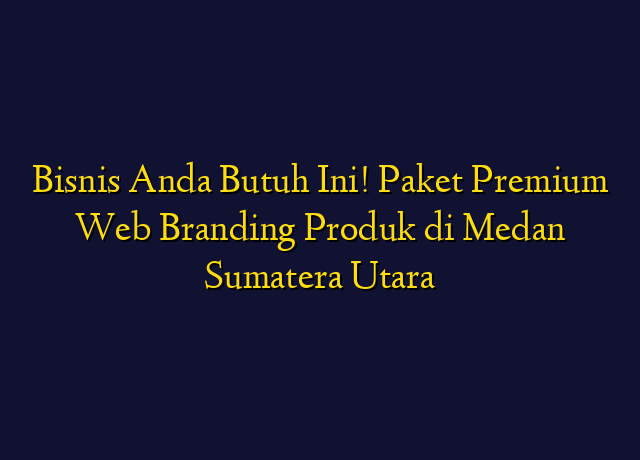 Bisnis Anda Butuh Ini! Paket Premium
Web Branding Produk di Medan
Sumatera Utara